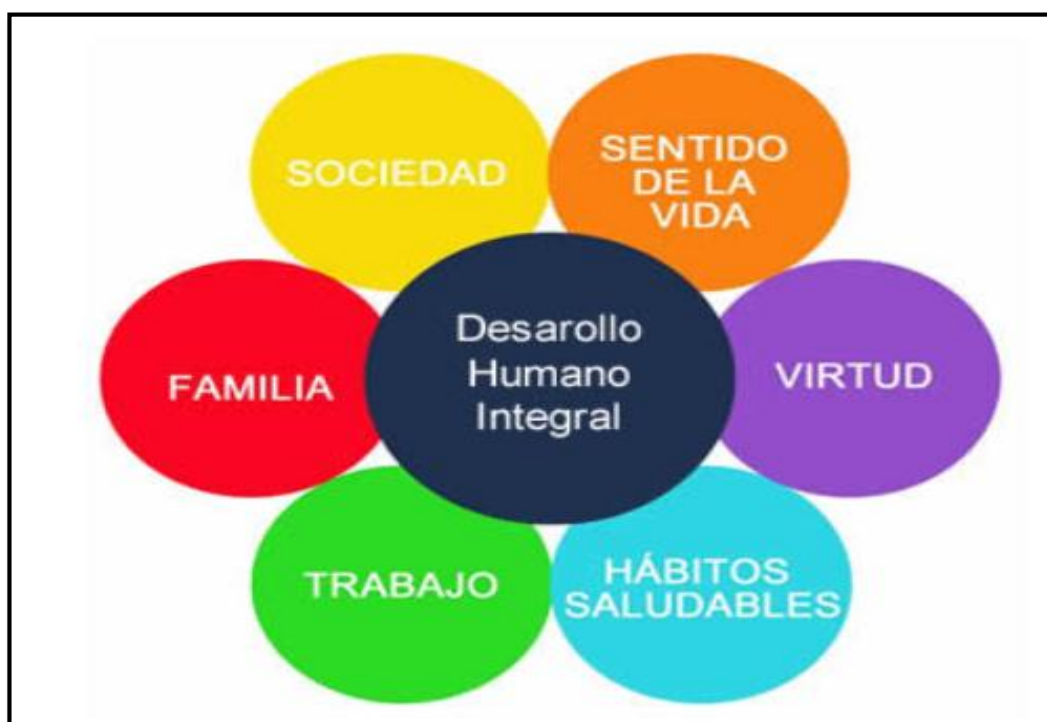 SOCIEDAD
SENTIDO
DE LA
VIDA
FAMILIA
Desarollo
Humano
Integral
VIRTUD
TRABAJO
HÁBITOS
SALUDABLES